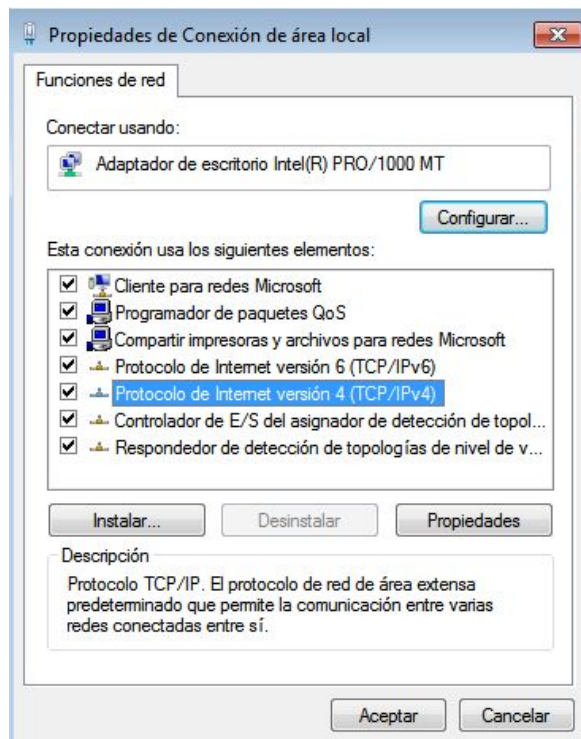 Propiedades de Conexión de área local
Funciones de red
Conectar usando:
Adaptador de escritorio Intel(R) PRO/1000 MT
Configurar...
Esta conexión usa los siguientes elementos:
Cliente para redes Microsoft
Programador de paquetes QoS
Compartir impresoras y archivos para redes Microsoft
Protocolo de Internet versión 6 (TCP/IPv6)
Protocolo de Internet versión 4 (TCP/IPv4)
Controlador de E/S del asignador de detección de topol...
Respondedor de detección de topologías de nivel de v...
Instalar...
Desinstalar
Propiedades
Descripción
Protocolo TCP/IP. El protocolo de red de área extensa
predeterminado que permite la comunicación entre varias
redes conectadas entre sí.
Aceptar
Cancelar